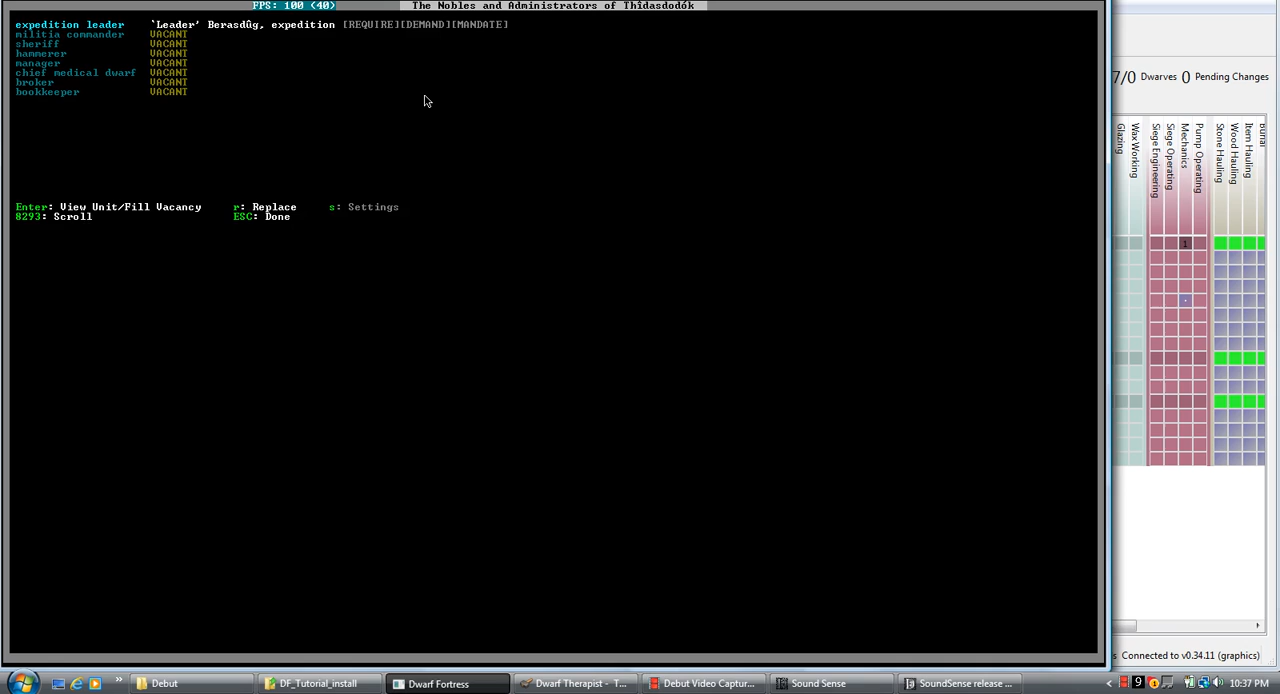 FPS: 100 (40)
The Nobles and Administrators of Thîdasdodók
expedition leader `Leader' Berasdûg, expedition [REQUIRE][DEMAND][MANDATE]
militia commander VACANT
sheriff VACANT
hammerer VACANT
manager VACANT
chief medical dwarf VACANT
broker VACANT
bookkeeper VACANT
Enter: View Unit/Fill Vacancy r: Replace s: Settings
8293: Scroll ESC: Done
7/0 Dwarves 0 Pending Changes
Glazing
Wax Working
Siege Engineering
Siege Operating
Mechanics
Pump Operating
Stone Hauling
Wood Hauling
Item Hauling
1
Connected to v0.34.11 (graphics)
Debut
DF_Tutorial_install
Dwarf Fortress
Dwarf Therapist - T...
Debut Video Captur...
Sound Sense
SoundSense release ...
9
10:37 PM